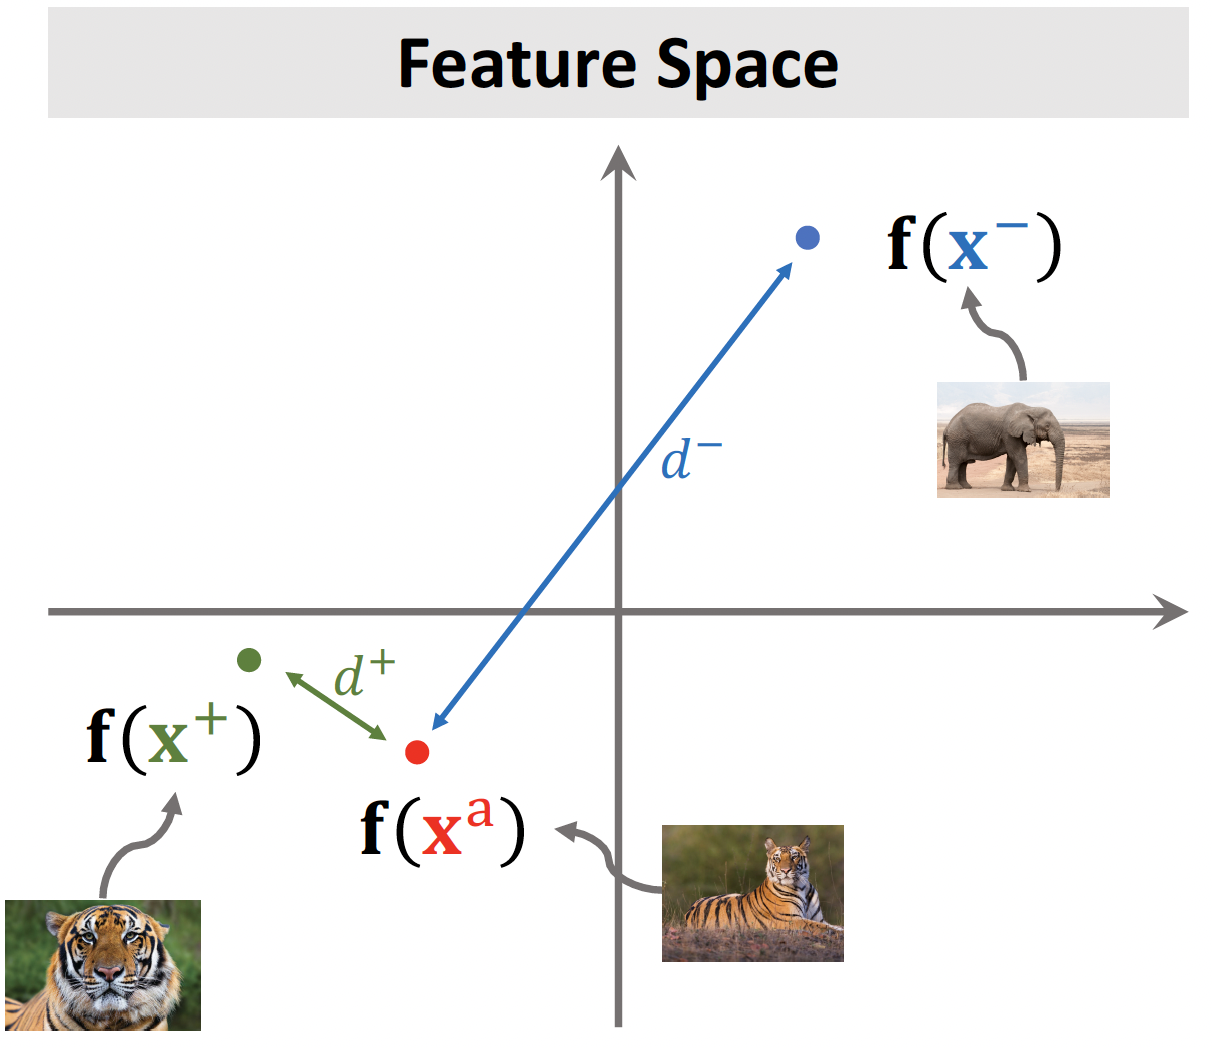 Feature Space
f(x⁻)
d⁻
d⁺
f(x⁺)
f(xᵃ)